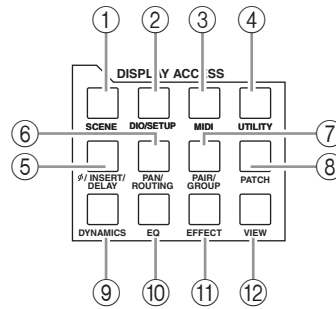 ① ② ③ ④
DISPLAY ACCESS
SCENE DIO/SETUP MIDI UTILITY
⑥ ⑦
⑤ ⑧
ø/ INSERT/ DELAY PAN/ ROUTING PAIR/ GROUP PATCH
DYNAMICS EQ EFFECT VIEW
⑨ ⑩ ⑪ ⑫